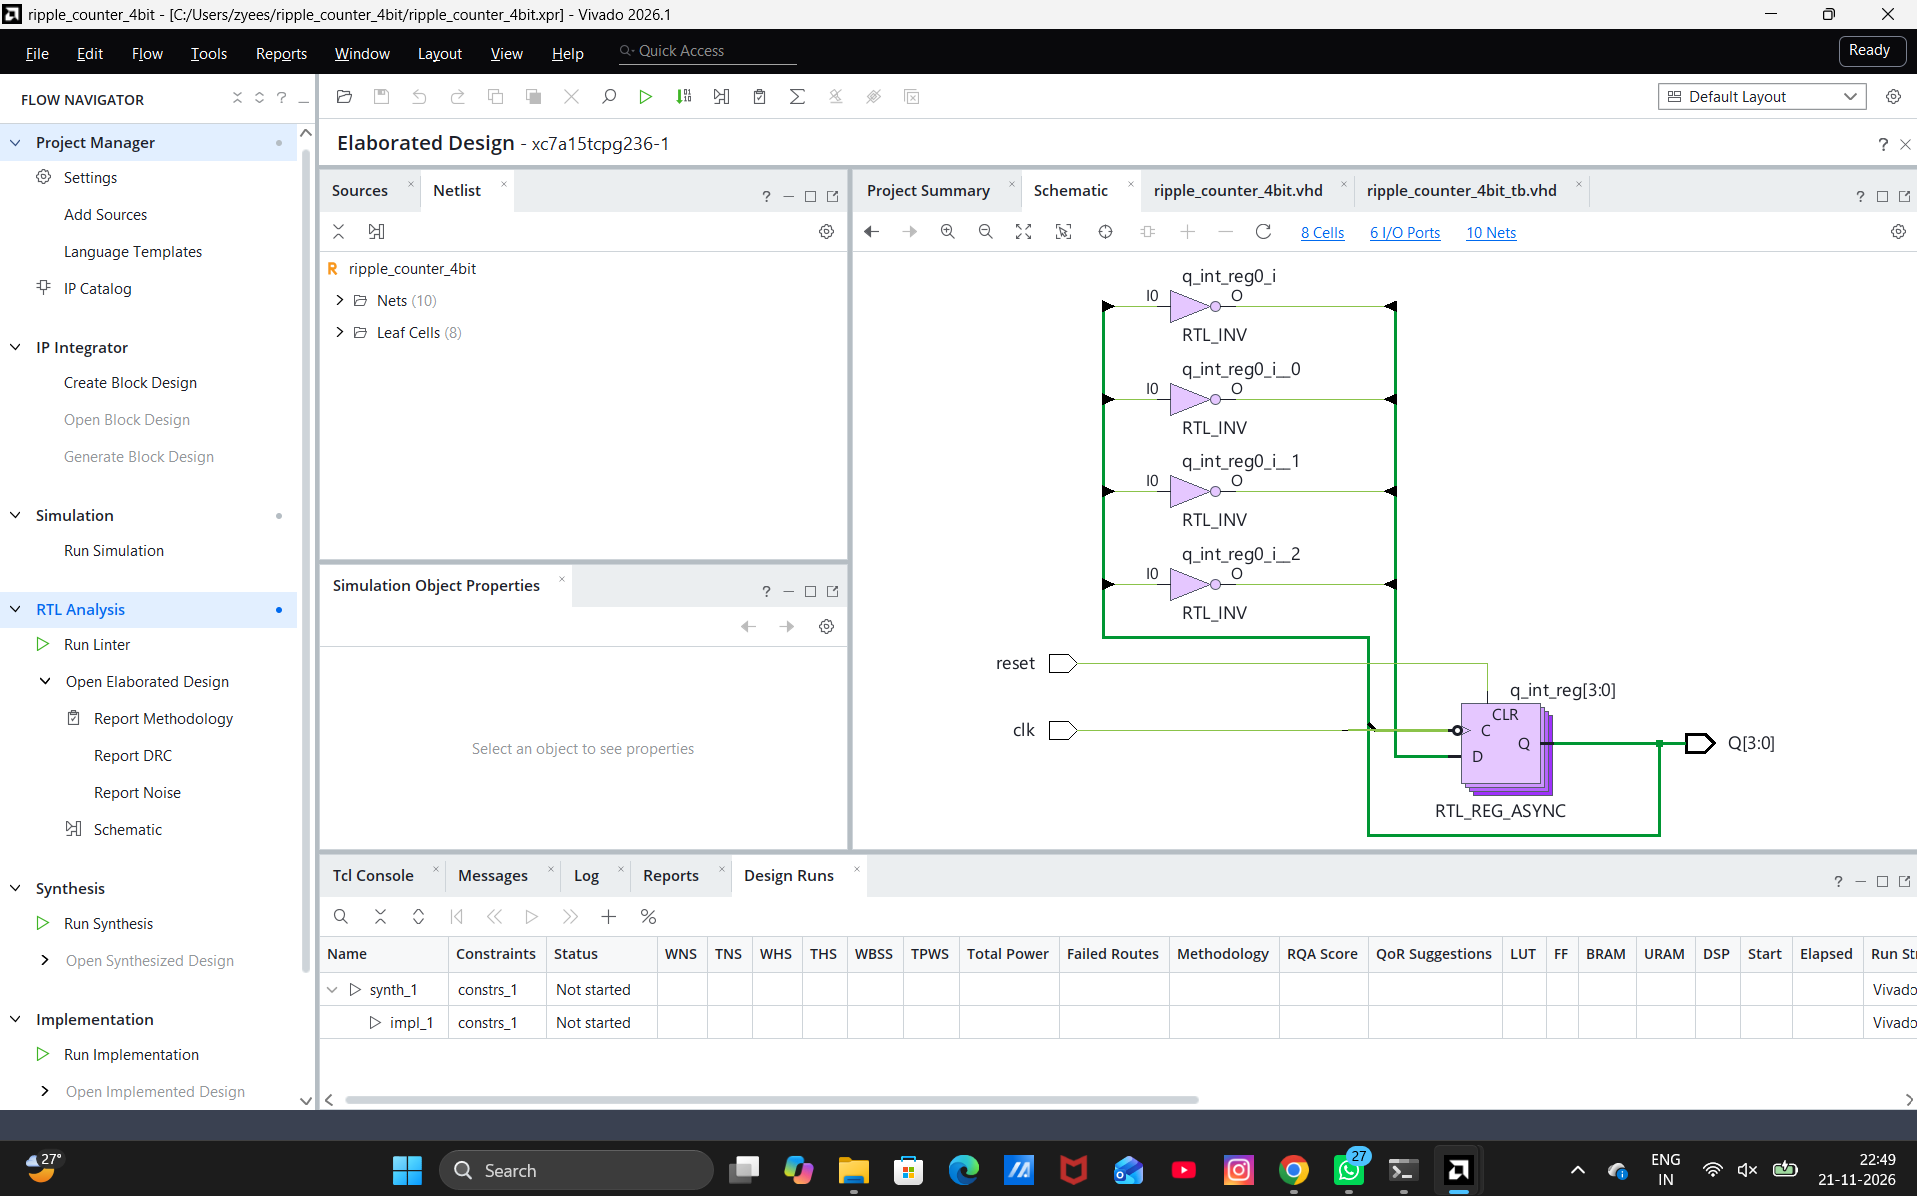 ripple_counter_4bit - [C:/Users/zyees/ripple_counter_4bit/ripple_counter_4bit.xpr] - Vivado 2026.1
File Edit Flow Tools Reports Window Layout View Help Quick Access Ready
FLOW NAVIGATOR ? Default Layout
Elaborated Design - xc7a15tcpg236-1 ?
Project Manager
Settings
Add Sources
Language Templates
IP Catalog
IP Integrator
Create Block Design
Open Block Design
Generate Block Design
Simulation
Run Simulation
RTL Analysis
Run Linter
Open Elaborated Design
Report Methodology
Report DRC
Report Noise
Schematic
Synthesis
Run Synthesis
Open Synthesized Design
Implementation
Run Implementation
Open Implemented Design
Sources Netlist ?
R ripple_counter_4bit
Nets (10)
Leaf Cells (8)
Simulation Object Properties ?
Select an object to see properties
Project Summary Schematic ripple_counter_4bit.vhd ripple_counter_4bit_tb.vhd ?
8 Cells 6 I/O Ports 10 Nets
q_int_reg0_i
I0 O
RTL_INV
q_int_reg0_i__0
I0 O
RTL_INV
q_int_reg0_i__1
I0 O
RTL_INV
q_int_reg0_i__2
I0 O
RTL_INV
reset
q_int_reg[3:0]
CLR
clk C
Q Q[3:0]
D
RTL_REG_ASYNC
Tcl Console Messages Log Reports Design Runs ?
Name Constraints Status WNS TNS WHS THS WBSS TPWS Total Power Failed Routes Methodology RQA Score QoR Suggestions LUT FF BRAM URAM DSP Start Elapsed Run St
synth_1 constrs_1 Not started Vivado
impl_1 constrs_1 Not started Vivado
27° Search 27 ENG 22:49
IN 21-11-2026